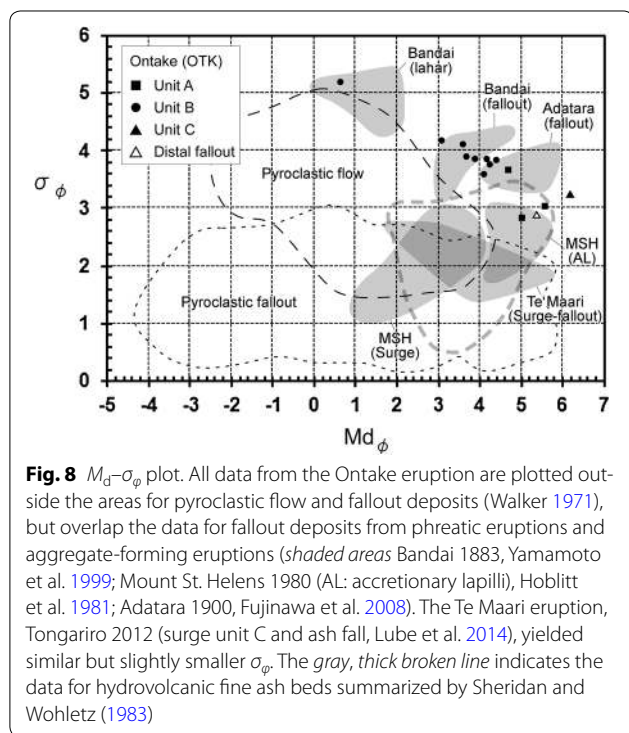 Ontake (OTK)
Unit A
Unit B
Unit C
Distal fallout
Bandai
(lahar)
Bandai
(fallout)
Adatara
(fallout)
Pyroclastic flow
MSH
(AL)
Pyroclastic fallout
Te'Maari
(Surge-fallout)
MSH
(Surge)
σϕ
6
5
4
3
2
1
0
-5 -4 -3 -2 -1 0 1 2 3 4 5 6 7
Mdϕ
Fig. 8 Md–σφ plot. All data from the Ontake eruption are plotted out-
side the areas for pyroclastic flow and fallout deposits (Walker 1971),
but overlap the data for fallout deposits from phreatic eruptions and
aggregate-forming eruptions (shaded areas Bandai 1883, Yamamoto
et al. 1999; Mount St. Helens 1980 (AL: accretionary lapilli), Hoblitt
et al. 1981; Adatara 1900, Fujinawa et al. 2008). The Te Maari eruption,
Tongariro 2012 (surge unit C and ash fall, Lube et al. 2014), yielded
similar but slightly smaller σφ. The gray, thick broken line indicates the
data for hydrovolcanic fine ash beds summarized by Sheridan and
Wohletz (1983)